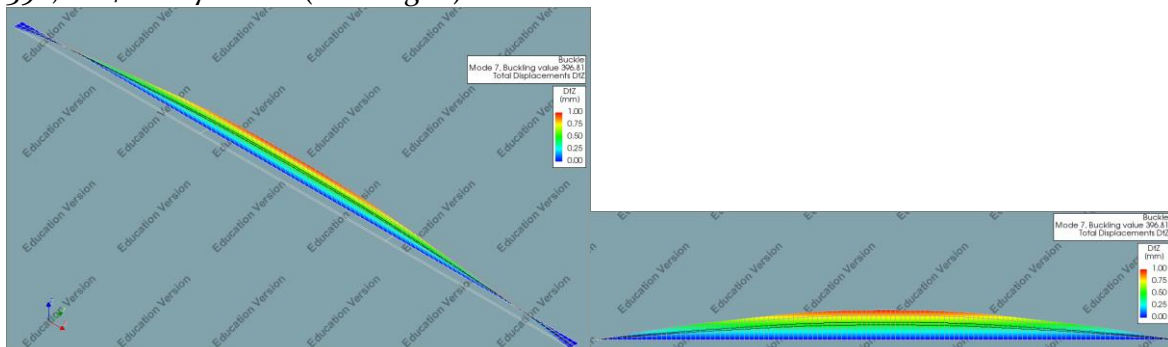 Buckle
Mode 7, Buckling value 396.81
Total Displacements DtZ
DtZ
(mm)
1.00
0.75
0.50
0.25
0.00
Education Version
Buckle
Mode 7, Buckling value 396.81
Total Displacements DtZ
DtZ
(mm)
1.00
0.75
0.50
0.25
0.00
Education Version